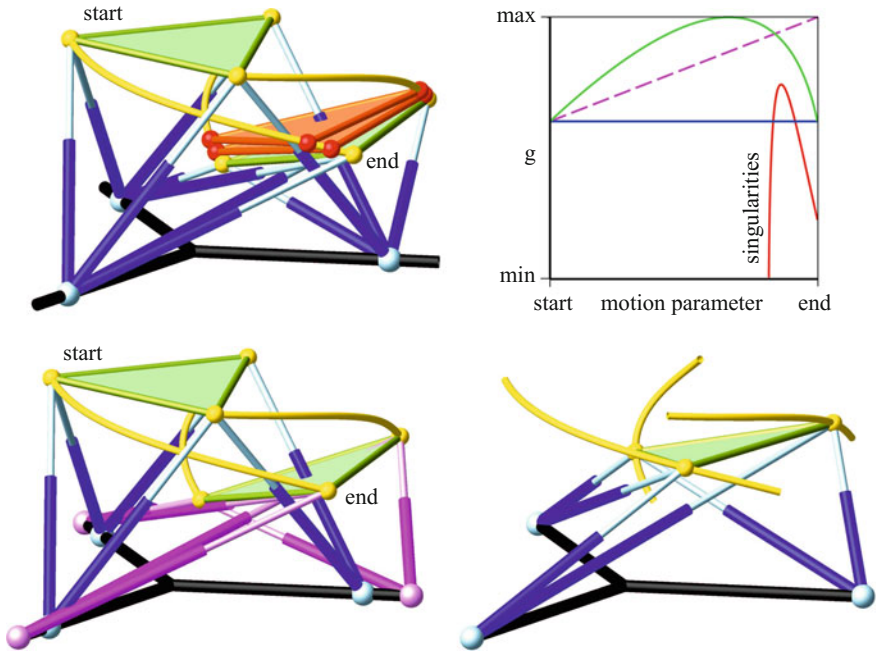 start
end
max
g
singularities
min
start motion parameter end
start
end